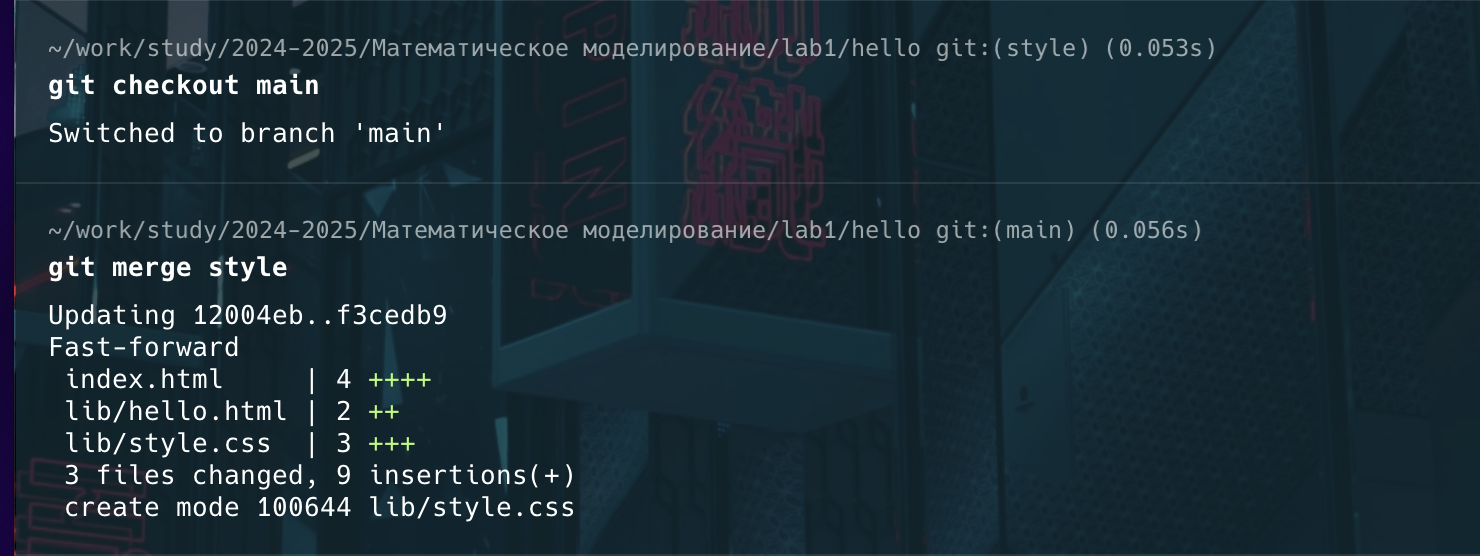 ~/work/study/2024-2025/Математическое моделирование/lab1/hello git:(style) (0.053s)
git checkout main
Switched to branch 'main'
~/work/study/2024-2025/Математическое моделирование/lab1/hello git:(main) (0.056s)
git merge style
Updating 12004eb..f3cedb9
Fast-forward
 index.html     | 4 ++++
 lib/hello.html | 2 ++
 lib/style.css  | 3 +++
 3 files changed, 9 insertions(+)
 create mode 100644 lib/style.css